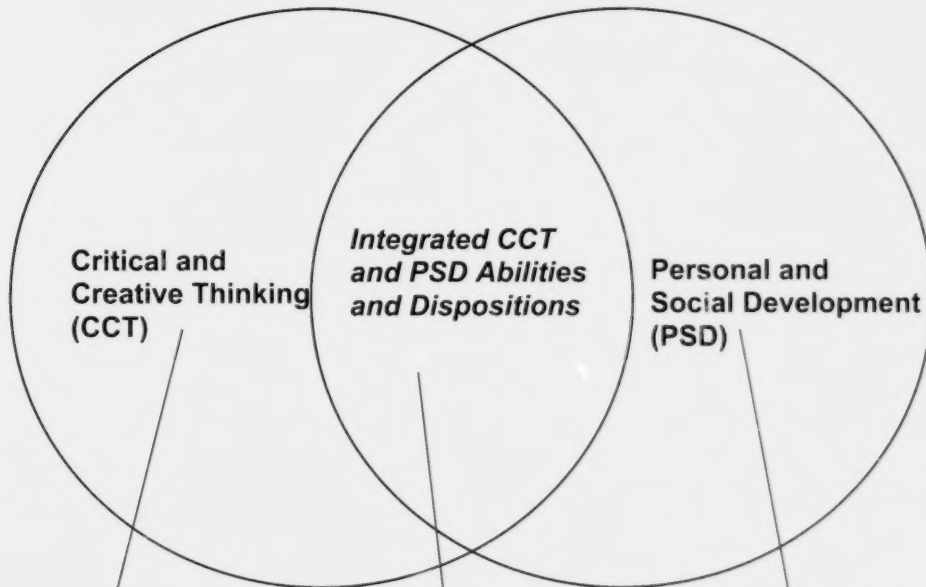 Critical and
Creative Thinking
(CCT)
Integrated CCT
and PSD Abilities
and Dispositions
Personal and
Social Development
(PSD)